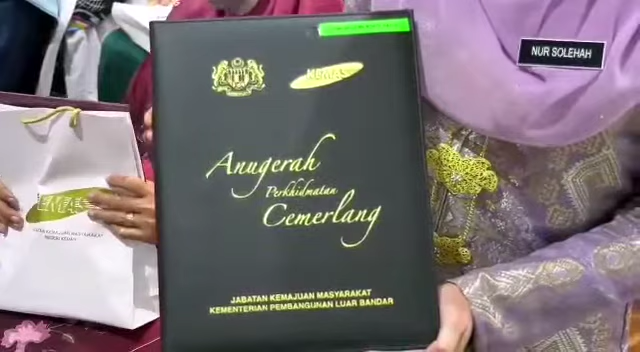 NUR SOLEHAH
KEMAS
Anugerah
Perkhidmatan
Cemerlang
JABATAN KEMAJUAN MASYARAKAT
KEMENTERIAN PEMBANGUNAN LUAR BANDAR
KEMAS